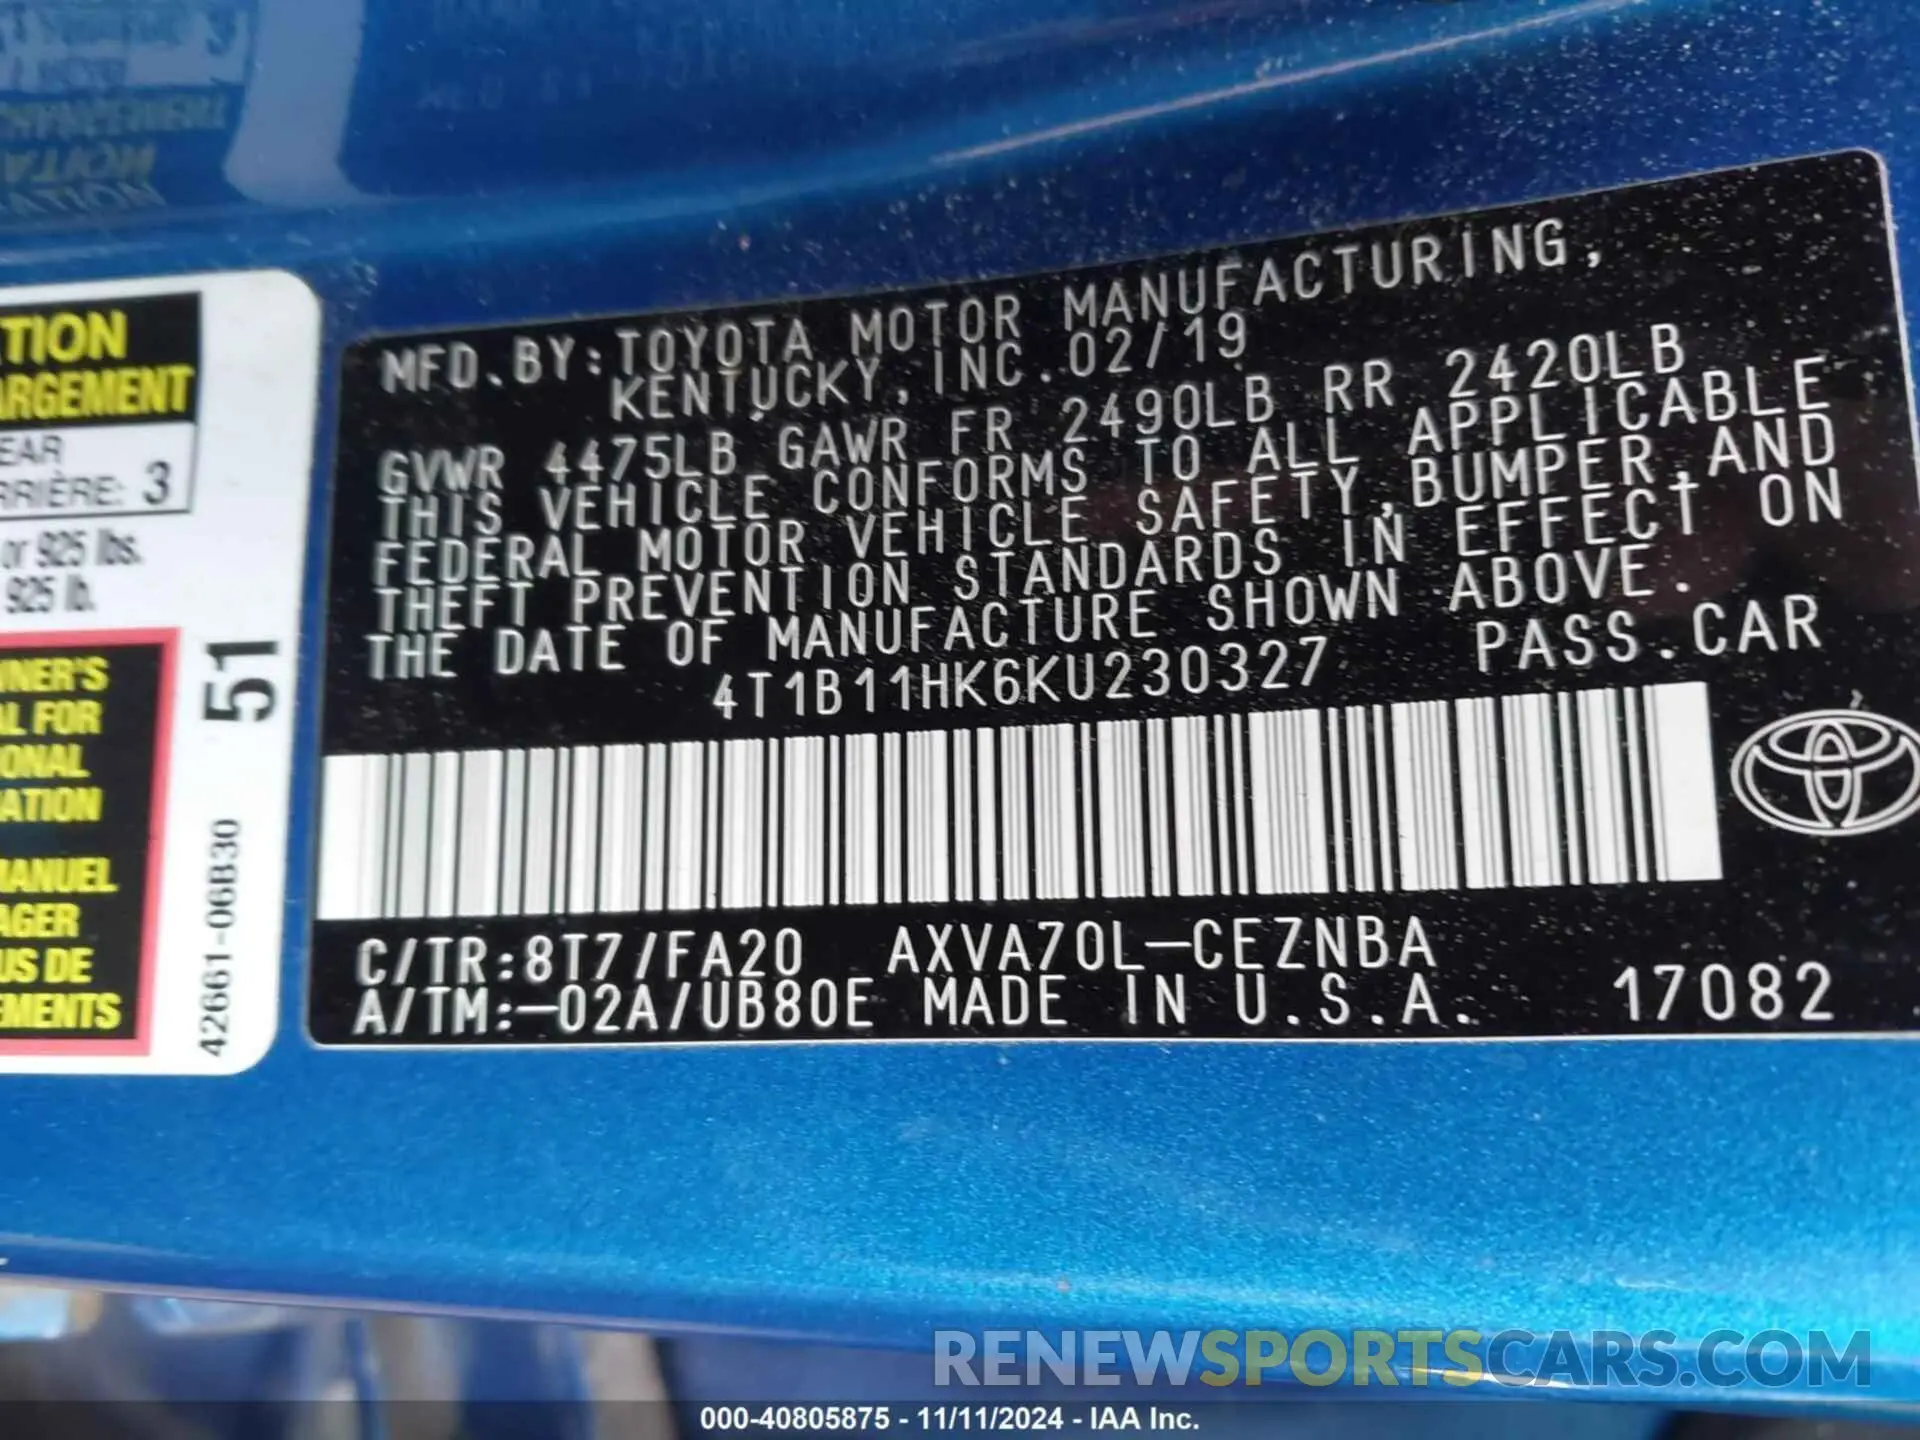 MFD.BY:TOYOTA MOTOR MANUFACTURING,
KENTUCKY, INC.02/19
GVWR 4475LB GAWR FR 2490LB RR 2420LB
THIS VEHICLE CONFORMS TO ALL APPLICABLE
FEDERAL MOTOR VEHICLE SAFETY,BUMPER,AND
THEFT PREVENTION STANDARDS IN EFFECT ON
THE DATE OF MANUFACTURE SHOWN ABOVE.
4T1B11HK6KU230327 PASS.CAR
C/TR:8T7/FA20 AXVA70L-CEZNBA
A/TM:-02A/UB80E MADE IN U.S.A. 17082
TION
ARGEMENT
EAR
RRIÈRE: 3
or 925 lbs.
925 lb.
NER'S
AL FOR
ONAL
ATION
MANUEL
AGER
US DE
EMENTS
51
42661-06B30
RENEWSPORTSCARS.COM
000-40805875 - 11/11/2024 - IAA Inc.